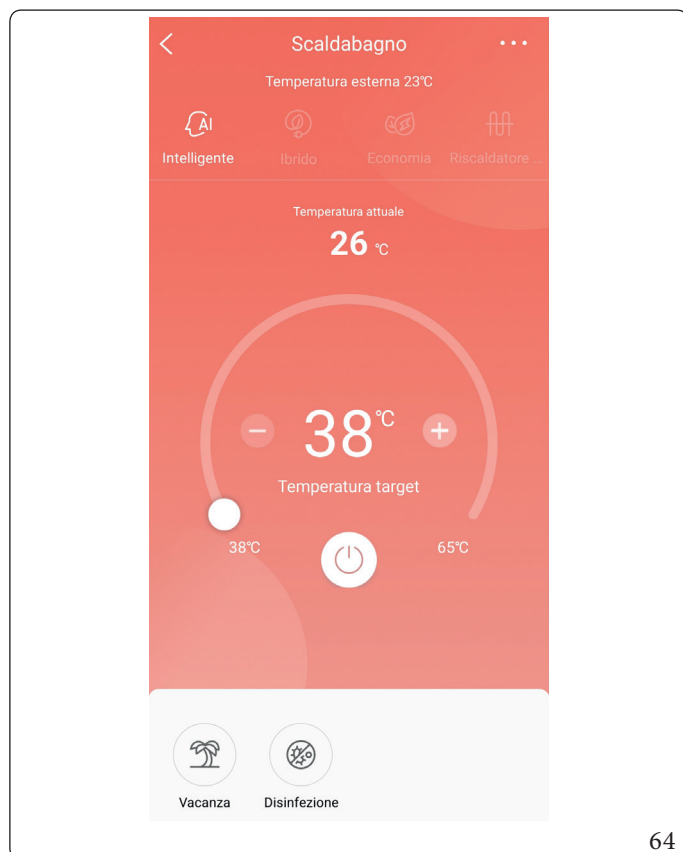 Scaldabagno
Temperatura esterna 23℃
AI
Intelligente Ibrido Economia Riscaldatore ...
Temperatura attuale
26 ℃
38℃
Temperatura target
38℃ 65℃
Vacanza Disinfezione
64